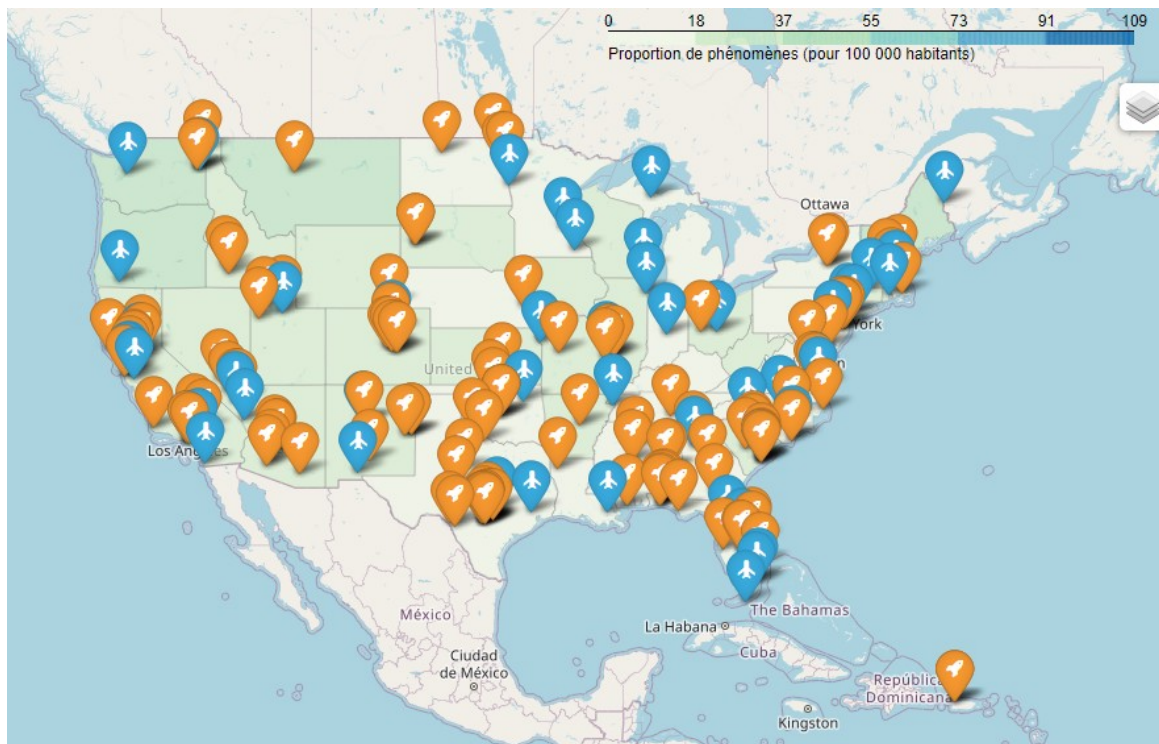 0 18 37 55 73 91 109
Proportion de phénomènes (pour 100 000 habitants)
Ottawa
York
United
Los Angeles
México
The Bahamas
La Habana
Cuba
Ciudad
de México
República
Dominicana
Kingston